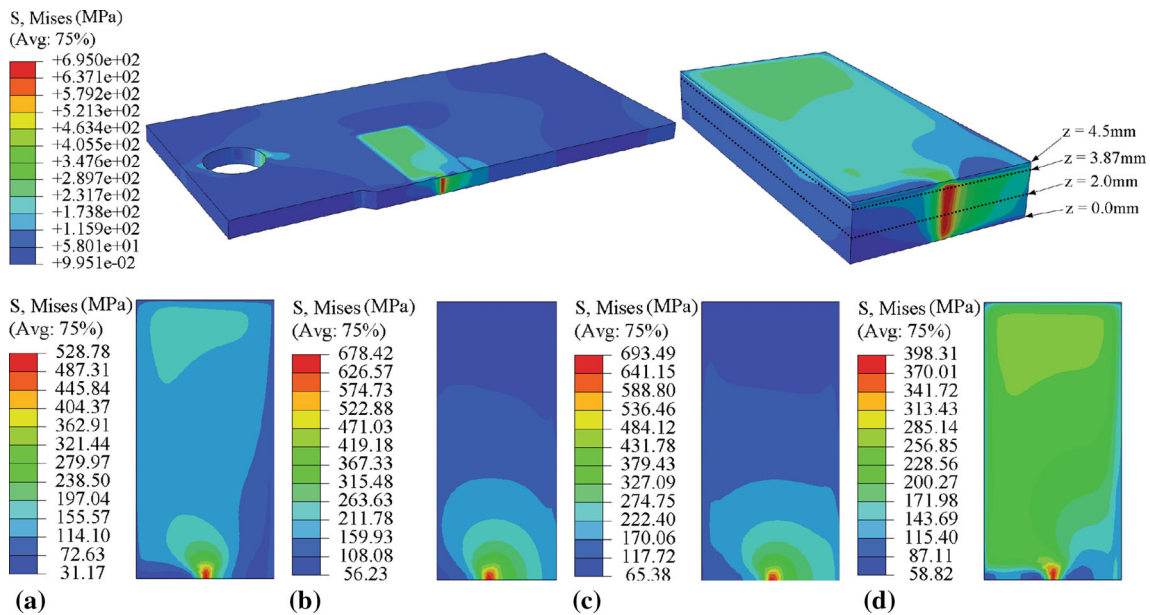 S, Mises (MPa)
(Avg: 75%)
+6.950e+02
+6.371e+02
+5.792e+02
+5.213e+02
+4.634e+02
+4.055e+02
+3.476e+02
+2.897e+02
+2.317e+02
+1.738e+02
+1.159e+02
+5.801e+01
+9.951e-02
z = 4.5mm
z = 3.87mm
z = 2.0mm
z = 0.0mm
S, Mises (MPa)
(Avg: 75%)
528.78
487.31
445.84
404.37
362.91
321.44
279.97
238.50
197.04
155.57
114.10
72.63
31.17
(a)
S, Mises (MPa)
(Avg: 75%)
678.42
626.57
574.73
522.88
471.03
419.18
367.33
315.48
263.63
211.78
159.93
108.08
56.23
(b)
S, Mises (MPa)
(Avg: 75%)
693.49
641.15
588.80
536.46
484.12
431.78
379.43
327.09
274.75
222.40
170.06
117.72
65.38
(c)
S, Mises (MPa)
(Avg: 75%)
398.31
370.01
341.72
313.43
285.14
256.85
228.56
200.27
171.98
143.69
115.40
87.11
58.82
(d)